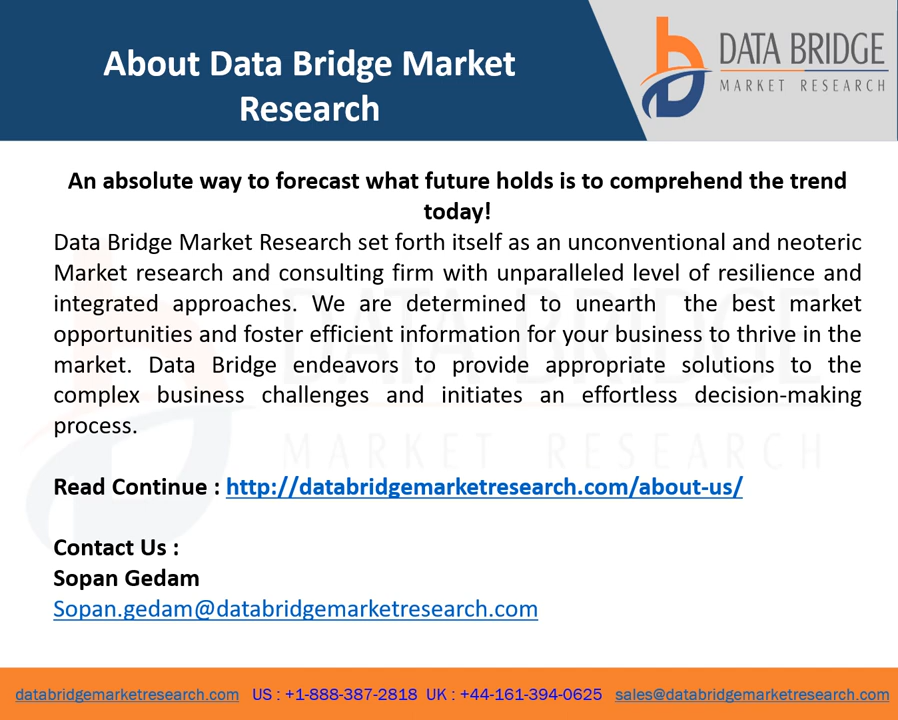 About Data Bridge Market
Research
DATA BRIDGE
MARKET RESEARCH
An absolute way to forecast what future holds is to comprehend the trend
today!
Data Bridge Market Research set forth itself as an unconventional and neoteric
Market research and consulting firm with unparalleled level of resilience and
integrated approaches. We are determined to unearth the best market
opportunities and foster efficient information for your business to thrive in the
market. Data Bridge endeavors to provide appropriate solutions to the
complex business challenges and initiates an effortless decision-making
process.
DATA BRIDGE
MARKET RESEARCH
Read Continue : http://databridgemarketresearch.com/about-us/
Contact Us :
Sopan Gedam
Sopan.gedam@databridgemarketresearch.com
databridgemarketresearch.com US : +1-888-387-2818 UK : +44-161-394-0625 sales@databridgemarketresearch.com